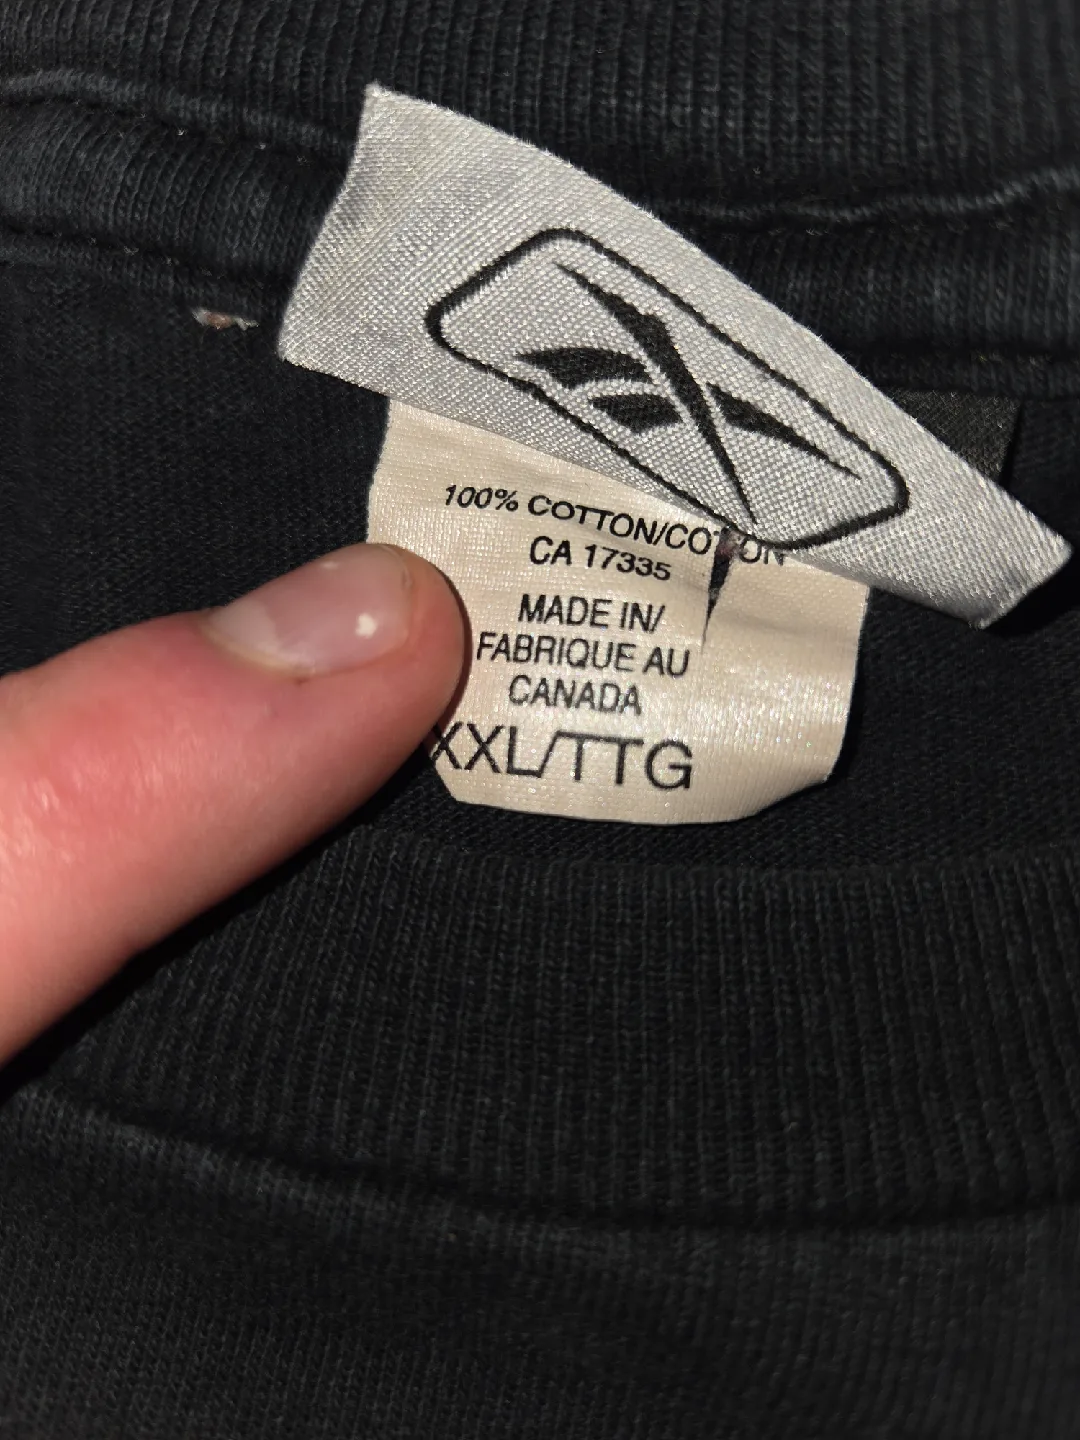 100% COTTON/COTON
CA 17335
MADE IN/
FABRIQUE AU
CANADA
XXL/TTG